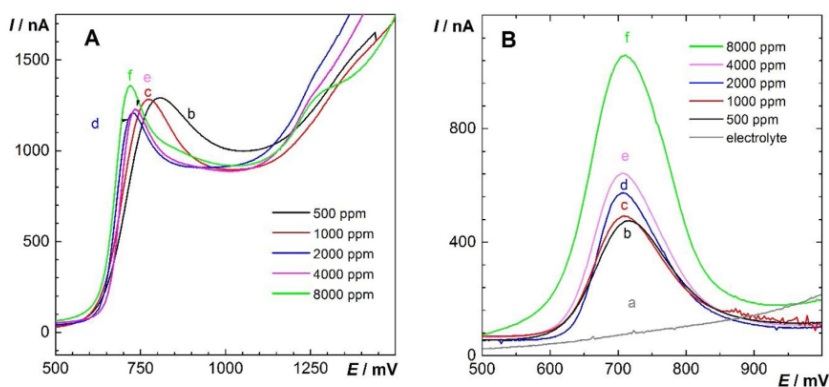 I / nA
A
1500
1000
500
0
500
750
1000
1250
E / mV
f
e
c
b
d
500 ppm
1000 ppm
2000 ppm
4000 ppm
8000 ppm
I / nA
B
800
400
0
500
600
700
800
900
E / mV
f
e
d
c
b
a
8000 ppm
4000 ppm
2000 ppm
1000 ppm
500 ppm
electrolyte